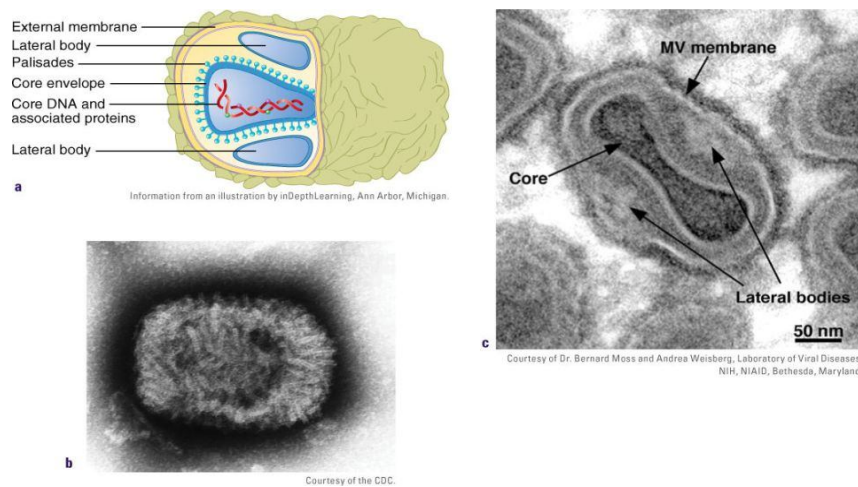 External membrane
Lateral body
Palisades
Core envelope
Core DNA and
associated proteins
Lateral body
a
Information from an illustration by inDepthLearning, Ann Arbor, Michigan.
b
Courtesy of the CDC.
MV membrane
Core
Lateral bodies
50 nm
c
Courtesy of Dr. Bernard Moss and Andrea Weisberg, Laboratory of Viral Diseases
NIH, NIAID, Bethesda, Maryland